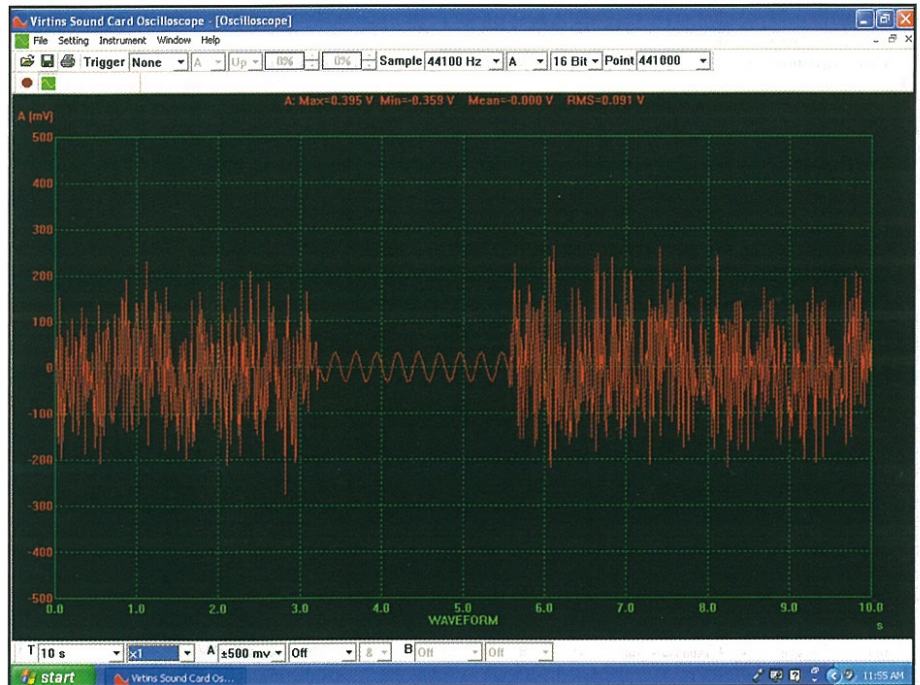 Virtins Sound Card Oscilloscope - [Oscilloscope]
File Setting Instrument Window Help
Trigger None A Up 0% 0% Sample 44100 Hz A 16 Bit Point 441000
A: Max=0.395 V Min=-0.359 V Mean=-0.000 V RMS=0.091 V
A (mV)
500
400
300
200
100
0
-100
-200
-300
-400
-500
0.0 1.0 2.0 3.0 4.0 5.0 6.0 7.0 8.0 9.0 10.0
WAVEFORM
s
T 10 s x1 A ±500 mv Off & B Off Off
start Virtins Sound Card Os... 11:55 AM